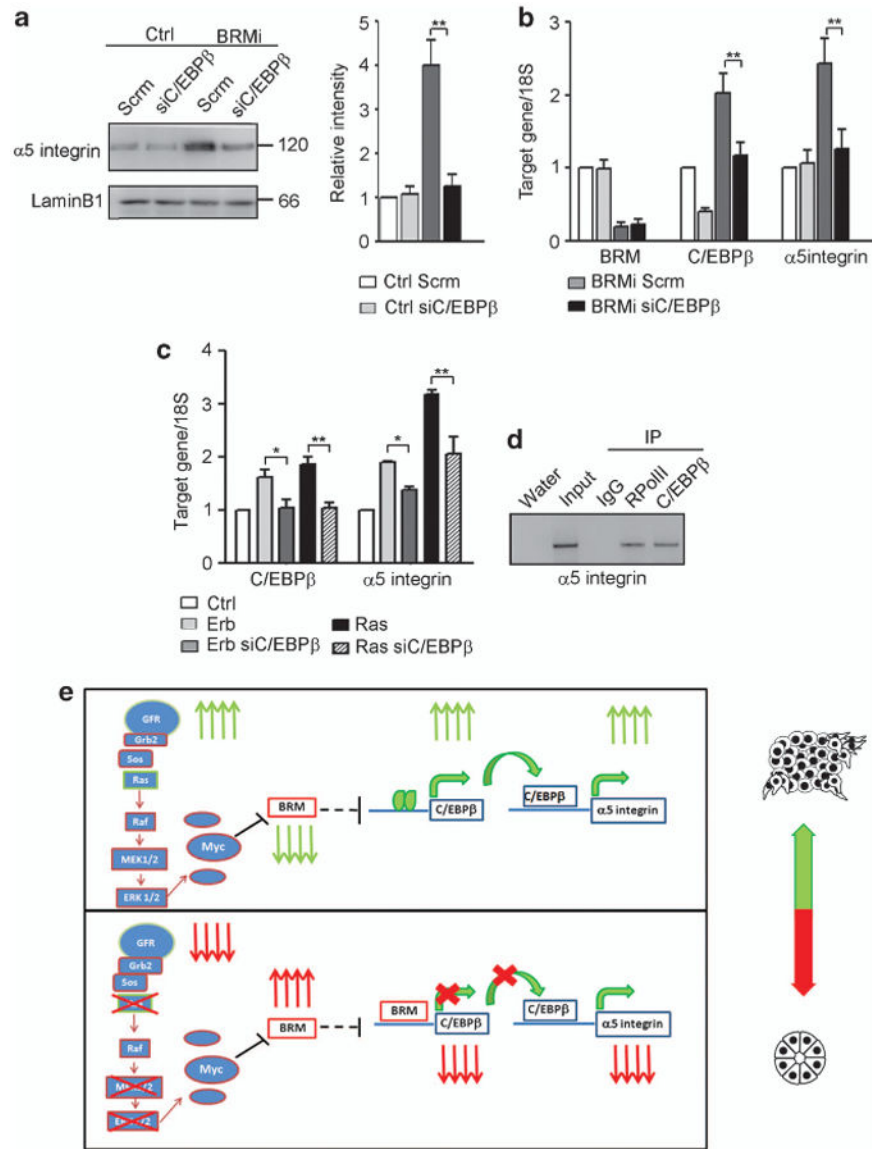 a
Ctrl BRMi
Scrm siC/EBPβ Scrm siC/EBPβ
α5 integrin 120
LaminB1 66
Relative intensity
5
4
3
2
1
0
**
Ctrl Scrm
Ctrl siC/EBPβ
b
Target gene/18S
3
2
1
0
** **
BRM C/EBPβ α5integrin
BRMi Scrm
BRMi siC/EBPβ
c
Target gene/18S
4
3
2
1
0
* ** * **
C/EBPβ α5 integrin
Ctrl
Erb Ras
Erb siC/EBPβ Ras siC/EBPβ
d
IP
Water Input IgG RPolII C/EBPβ
α5 integrin
e
GFR
Grb2
Sos
Ras
Raf
MEK1/2
ERK 1/2
Myc
BRM
C/EBPβ
C/EBPβ
α5 integrin
GFR
Grb2
Sos
Raf
Myc
BRM
BRM
C/EBPβ
C/EBPβ
α5 integrin